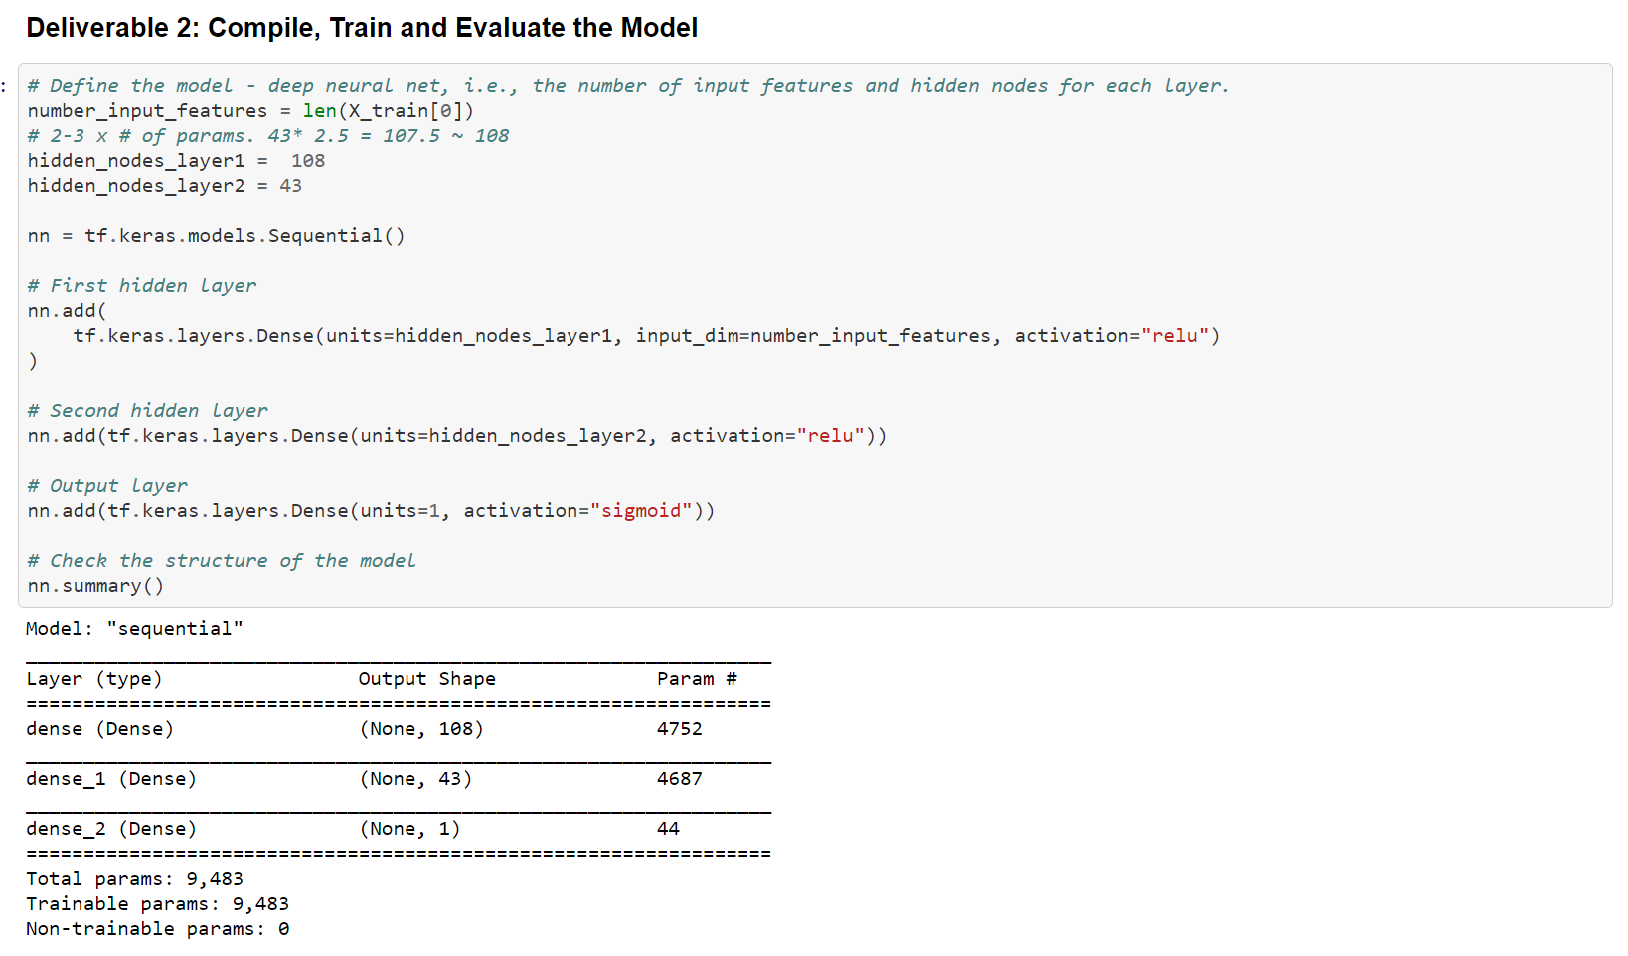 Deliverable 2: Compile, Train and Evaluate the Model
:
# Define the model - deep neural net, i.e., the number of input features and hidden nodes for each layer.
number_input_features = len(X_train[0])
# 2-3 x # of params. 43* 2.5 = 107.5 ~ 108
hidden_nodes_layer1 =  108
hidden_nodes_layer2 = 43
nn = tf.keras.models.Sequential()
# First hidden layer
nn.add(
    tf.keras.layers.Dense(units=hidden_nodes_layer1, input_dim=number_input_features, activation="relu")
)
# Second hidden layer
nn.add(tf.keras.layers.Dense(units=hidden_nodes_layer2, activation="relu"))
# Output layer
nn.add(tf.keras.layers.Dense(units=1, activation="sigmoid"))
# Check the structure of the model
nn.summary()
Model: "sequential"
_________________________________________________________________
Layer (type)                 Output Shape              Param #
=================================================================
dense (Dense)                (None, 108)               4752
_________________________________________________________________
dense_1 (Dense)              (None, 43)                4687
_________________________________________________________________
dense_2 (Dense)              (None, 1)                 44
=================================================================
Total params: 9,483
Trainable params: 9,483
Non-trainable params: 0